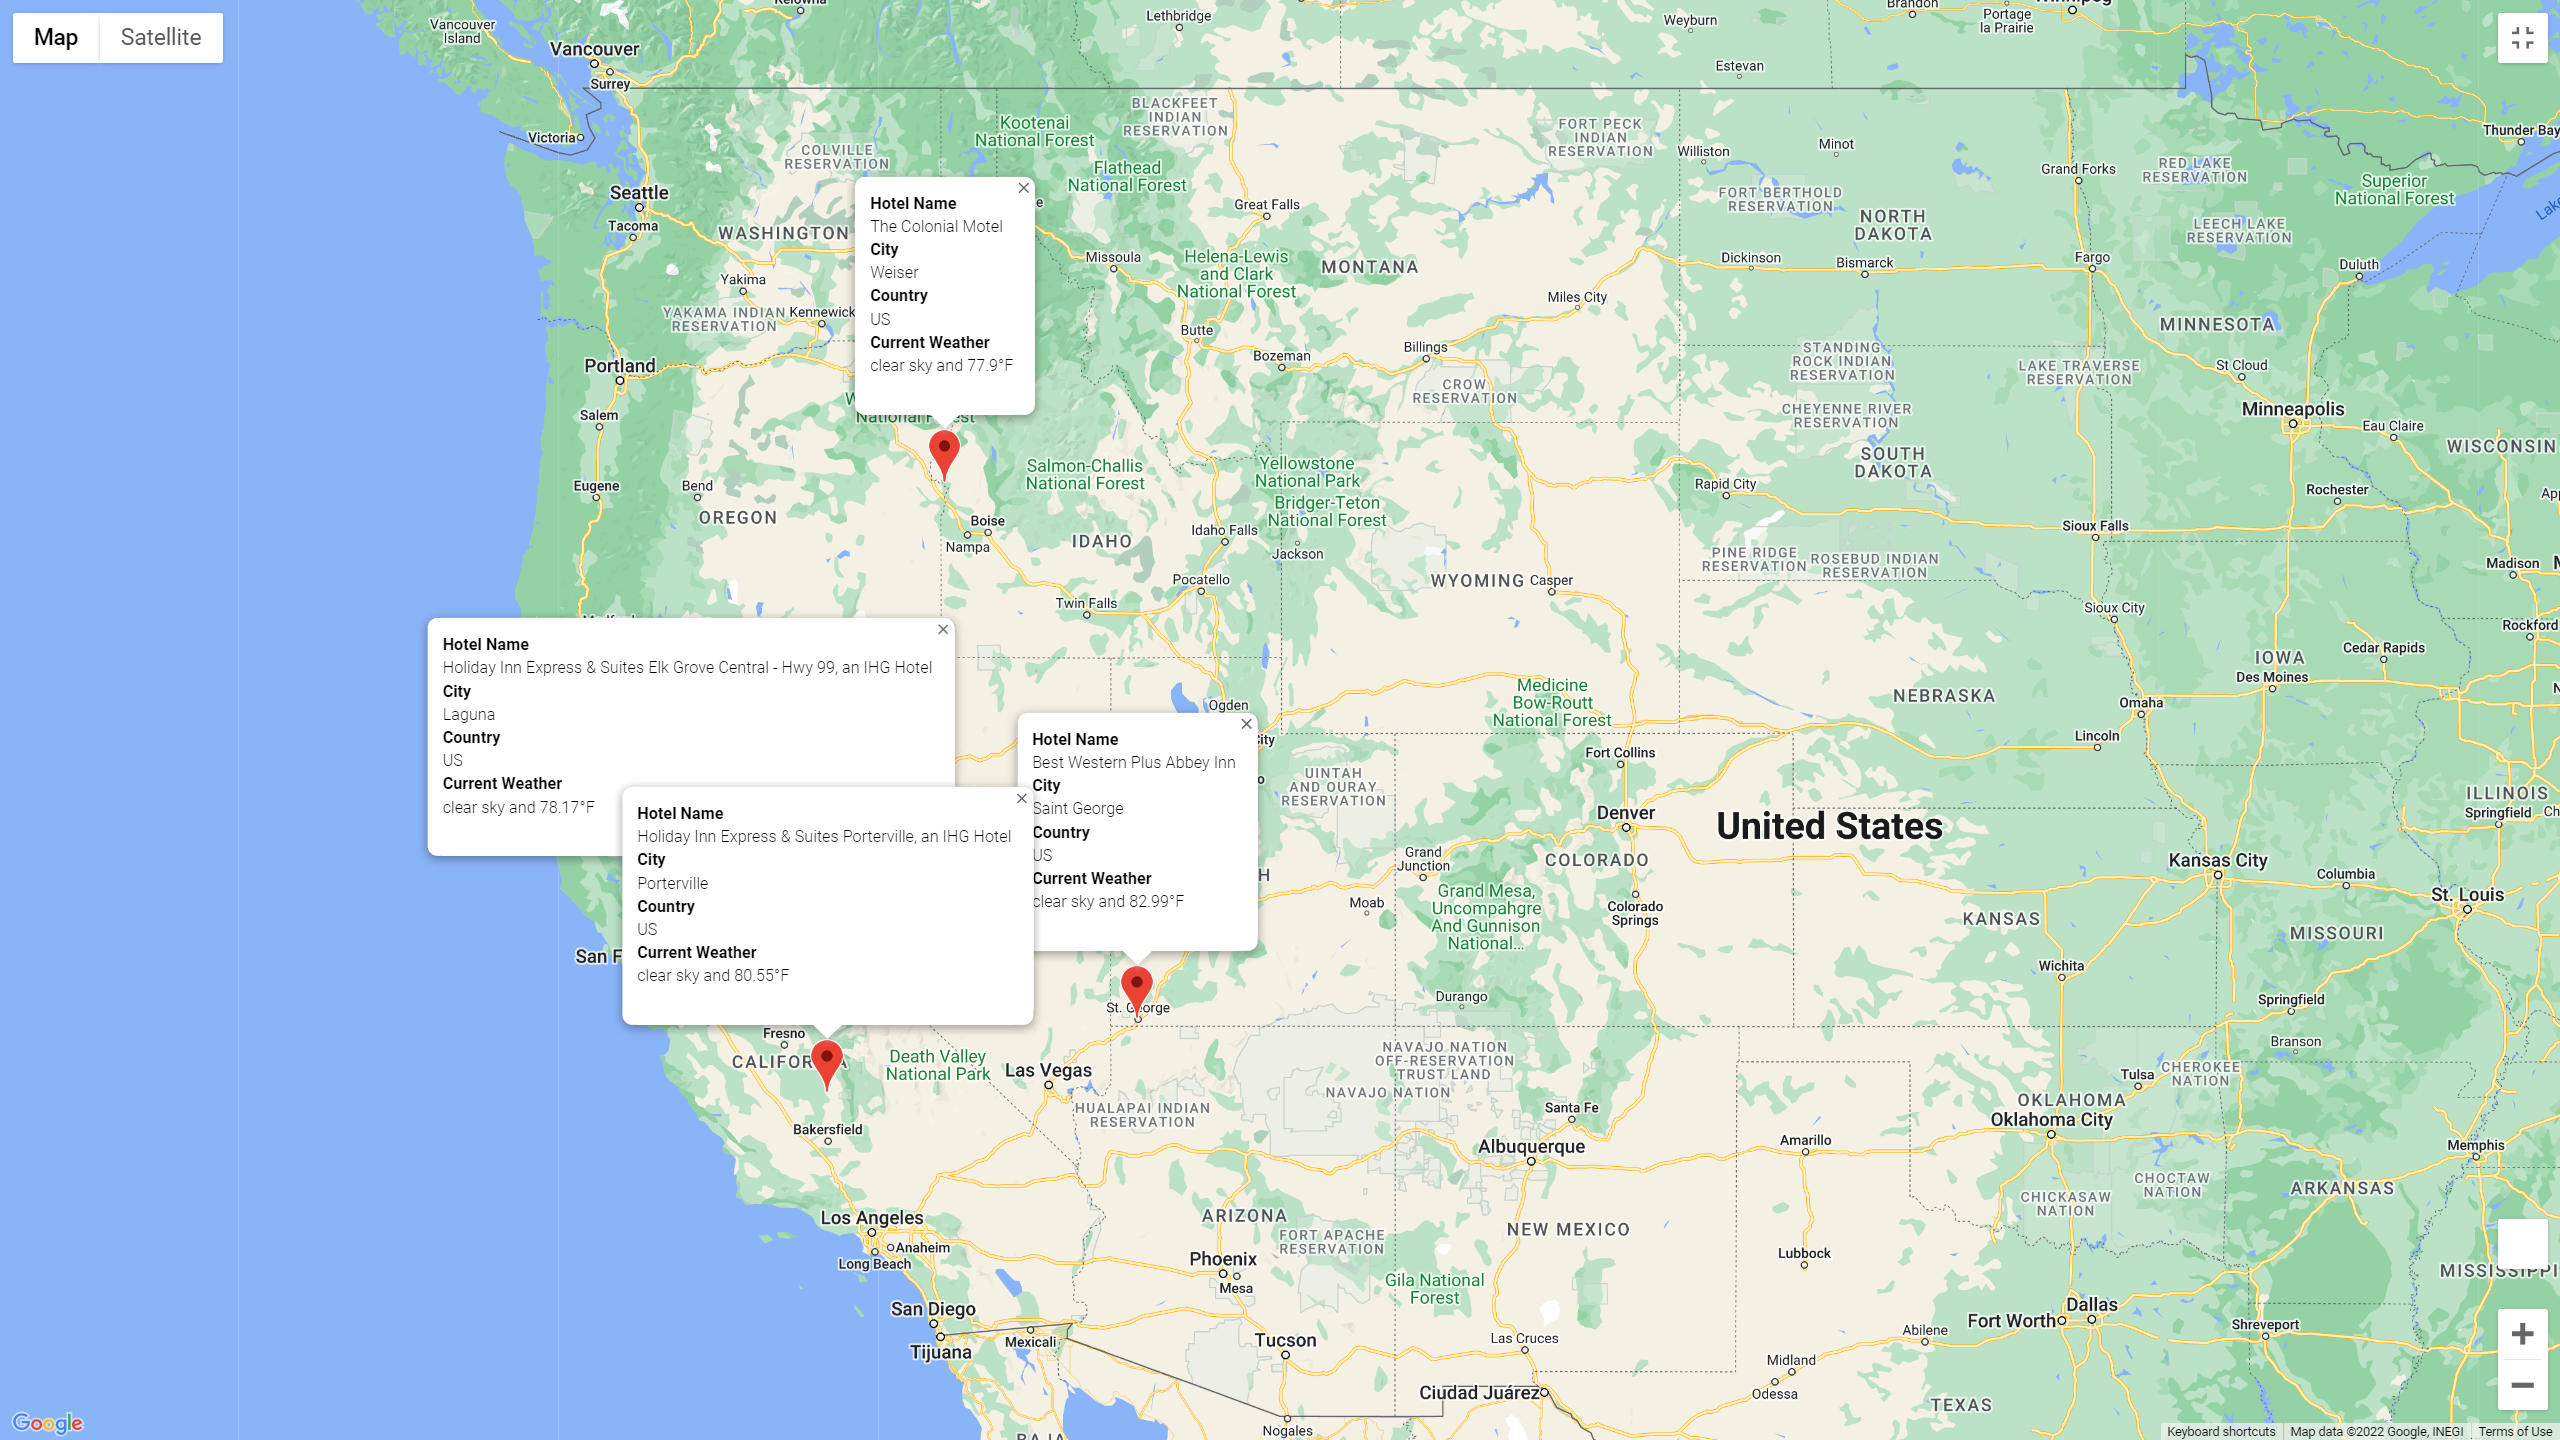 Map
Satellite
Vancouver
Island
Vancouver
Surrey
Victoria
Kelowna
Lethbridge
Weyburn
Estevan
Brandon
Portage
la Prairie
Winnipeg
BLACKFEET
INDIAN
RESERVATION
Kootenai
National Forest
COLVILLE
RESERVATION
Flathead
National Forest
FORT PECK
INDIAN
RESERVATION
Williston
Minot
Grand Forks
RED LAKE
RESERVATION
Superior
National Forest
Thunder Bay
Lake
Seattle
Tacoma
WASHINGTON
Yakima
YAKAMA INDIAN
RESERVATION
Kennewick
Great Falls
Missoula
Helena-Lewis
and Clark
National Forest
MONTANA
Miles City
FORT BERTHOLD
RESERVATION
NORTH
DAKOTA
Dickinson
Bismarck
Fargo
LEECH LAKE
RESERVATION
Duluth
Hotel Name
The Colonial Motel
City
Weiser
Country
US
Current Weather
clear sky and 77.9°F
National Forest
Portland
Salem
Eugene
Bend
OREGON
Butte
Bozeman
Billings
CROW
RESERVATION
STANDING
ROCK INDIAN
RESERVATION
CHEYENNE RIVER
RESERVATION
LAKE TRAVERSE
RESERVATION
MINNESOTA
St Cloud
Minneapolis
Eau Claire
WISCONSIN
Salmon-Challis
National Forest
Yellowstone
National Park
Bridger-Teton
National Forest
SOUTH
DAKOTA
Rapid City
Rochester
Sioux Falls
Boise
Nampa
IDAHO
Idaho Falls
Jackson
Pocatello
Twin Falls
WYOMING
Casper
PINE RIDGE
RESERVATION
ROSEBUD INDIAN
RESERVATION
Madison
Sioux City
Rockford
IOWA
Cedar Rapids
Des Moines
Hotel Name
Holiday Inn Express & Suites Elk Grove Central - Hwy 99, an IHG Hotel
City
Laguna
Country
US
Current Weather
clear sky and 78.17°F
Ogden
City
Medicine
Bow-Routt
National Forest
NEBRASKA
Omaha
Lincoln
Hotel Name
Best Western Plus Abbey Inn
City
Saint George
Country
US
Current Weather
clear sky and 82.99°F
Hotel Name
Holiday Inn Express & Suites Porterville, an IHG Hotel
City
Porterville
Country
US
Current Weather
clear sky and 80.55°F
UINTAH
AND OURAY
RESERVATION
Fort Collins
Denver
United States
ILLINOIS
Springfield
Grand
Junction
COLORADO
Kansas City
Columbia
St. Louis
Grand Mesa,
Uncompahgre
And Gunnison
National...
Moab
Colorado
Springs
KANSAS
MISSOURI
San F
Wichita
Springfield
Durango
St. George
Fresno
CALIFORNIA
Death Valley
National Park
Las Vegas
NAVAJO NATION
OFF-RESERVATION
TRUST LAND
NAVAJO NATION
Branson
Tulsa
CHEROKEE
NATION
HUALAPAI INDIAN
RESERVATION
Bakersfield
Santa Fe
Albuquerque
Amarillo
OKLAHOMA
Oklahoma City
Memphis
CHICKASAW
NATION
CHOCTAW
NATION
ARKANSAS
Los Angeles
Anaheim
Long Beach
ARIZONA
FORT APACHE
RESERVATION
NEW MEXICO
Phoenix
Mesa
Gila National
Forest
Lubbock
MISSISSIPPI
San Diego
Tijuana
Mexicali
Tucson
Las Cruces
Abilene
Fort Worth
Dallas
Shreveport
Midland
Odessa
Ciudad Juárez
TEXAS
Nogales
BAJA
Google
Keyboard shortcuts
Map data ©2022 Google, INEGI
Terms of Use